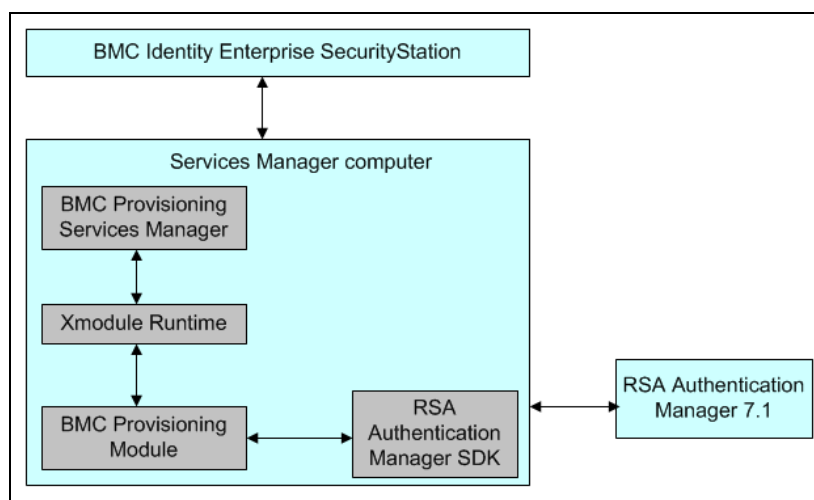 BMC Identity Enterprise SecurityStation
Services Manager computer
BMC Provisioning
Services Manager
Xmodule Runtime
BMC Provisioning
Module
RSA
Authentication
Manager SDK
RSA Authentication
Manager 7.1